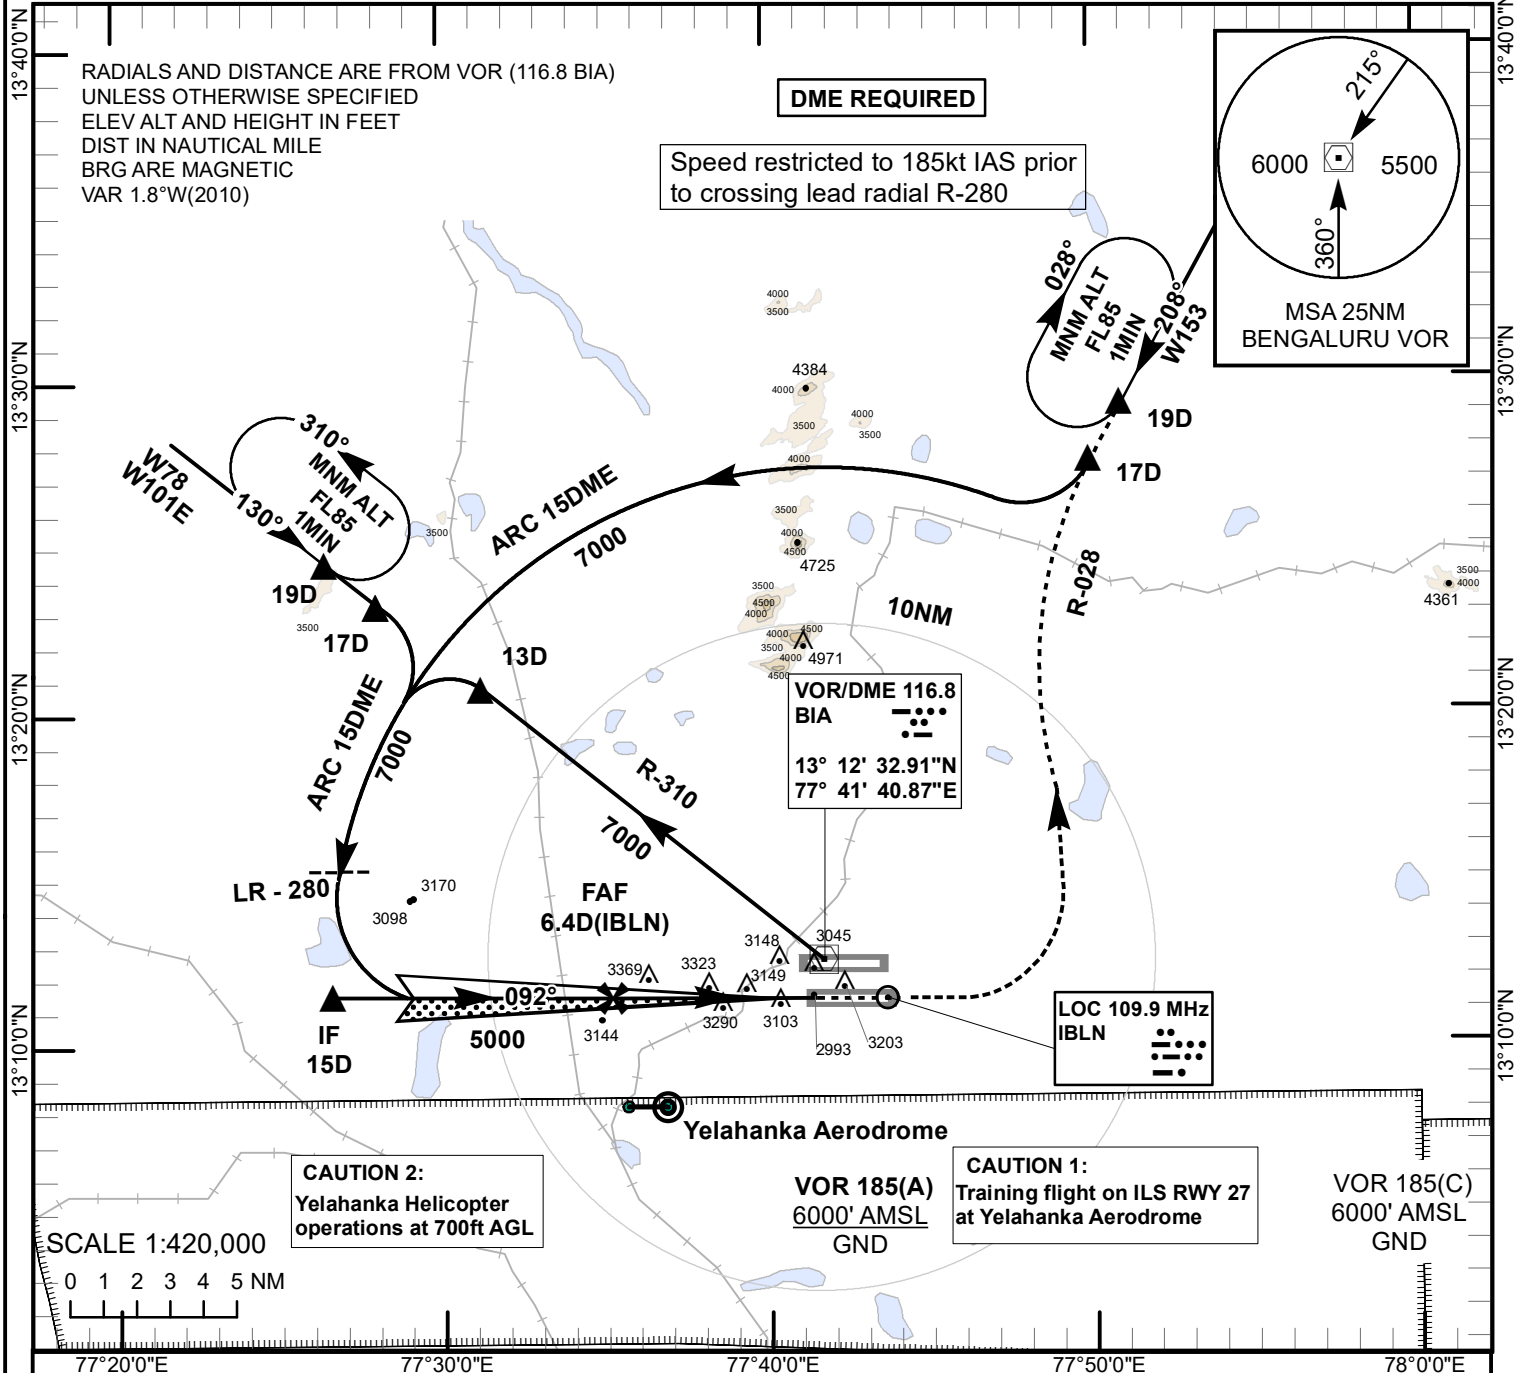 13°40'0"N
RADIALS AND DISTANCE ARE FROM VOR (116.8 BIA)
UNLESS OTHERWISE SPECIFIED
ELEV ALT AND HEIGHT IN FEET
DIST IN NAUTICAL MILE
BRG ARE MAGNETIC
VAR 1.8°W(2010)
DME REQUIRED
Speed restricted to 185kt IAS prior
to crossing lead radial R-280
215°
6000
5500
360°
MSA 25NM
BENGALURU VOR
13°40'0"N
028°
MNM ALT
FL85
1MIN
208°
W153
19D
17D
R-028
13°30'0"N
13°30'0"N
4000
3500
4384
4000
3500
4000
3500
4000
3500
4000
4500
4725
3500
4500
4000
4500
4000
3500
4000
4500
4971
3500
4000
4361
W78
W101E
310°
MNM ALT
FL85
1MIN
130°
3500
19D
3500
17D
ARC 15DME
7000
10NM
13D
VOR/DME 116.8
BIA
13° 12' 32.91"N
77° 41' 40.87"E
13°20'0"N
13°20'0"N
ARC 15DME
7000
R-310
7000
LR - 280
3170
3098
FAF
6.4D(IBLN)
3148
3045
3369
3323
3149
092°
IF
15D
5000
3144
3290
3103
2993
3203
LOC 109.9 MHz
IBLN
13°10'0"N
13°10'0"N
Yelahanka Aerodrome
CAUTION 2:
Yelahanka Helicopter
operations at 700ft AGL
VOR 185(A)
6000' AMSL
GND
CAUTION 1:
Training flight on ILS RWY 27
at Yelahanka Aerodrome
VOR 185(C)
6000' AMSL
GND
SCALE 1:420,000
0 1 2 3 4 5 NM
77°20'0"E
77°30'0"E
77°40'0"E
77°50'0"E
78°0'0"E